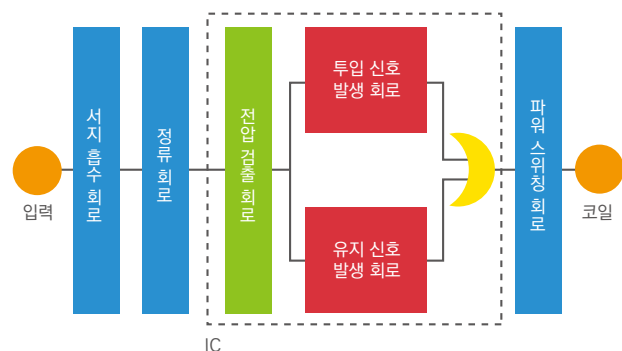 입력
서지 흡수 회로
정류 회로
전압 검출 회로
투입 신호
발생 회로
유지 신호
발생 회로
파워 스위칭 회로
코일
IC